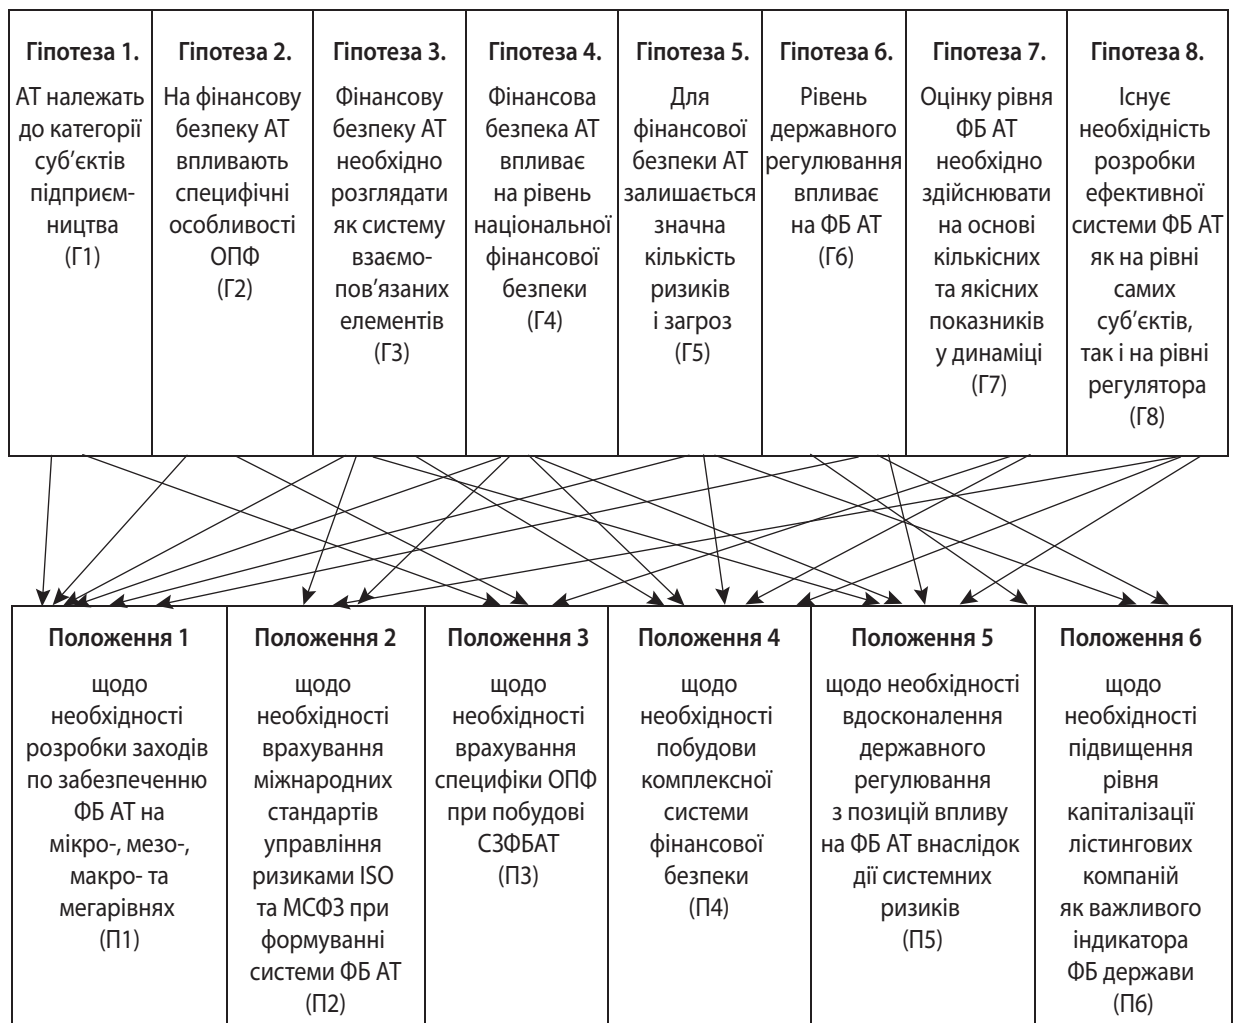 Гіпотеза 1.
АТ належать
до категорії
суб’єктів
підприєм-
ництва
(Г1)
Гіпотеза 2.
На фінансову
безпеку АТ
впливають
специфічні
особливості
ОПФ
(Г2)
Гіпотеза 3.
Фінансову
безпеку АТ
необхідно
розглядати
як систему
взаємо-
пов’язаних
елементів
(Г3)
Гіпотеза 4.
Фінансова
безпека АТ
впливає
на рівень
національної
фінансової
безпеки
(Г4)
Гіпотеза 5.
Для
фінансової
безпеки АТ
залишається
значна
кількість
ризиків
і загроз
(Г5)
Гіпотеза 6.
Рівень
державного
регулювання
впливає
на ФБ АТ
(Г6)
Гіпотеза 7.
Оцінку рівня
ФБ АТ
необхідно
здійснювати
на основі
кількісних
та якісних
показників
у динаміці
(Г7)
Гіпотеза 8.
Існує
необхідність
розробки
ефективної
системи ФБ АТ
як на рівні
самих
суб’єктів,
так і на рівні
регулятора
(Г8)
Положення 1
щодо
необхідності
розробки заходів
по забезпеченню
ФБ АТ на
мікро-, мезо-,
макро- та
мегарівнях
(П1)
Положення 2
щодо
необхідності
врахування
міжнародних
стандартів
управління
ризиками ISO
та МСФЗ при
формуванні
системи ФБ АТ
(П2)
Положення 3
щодо
необхідності
врахування
специфіки ОПФ
при побудові
СЗФБАТ
(П3)
Положення 4
щодо
необхідності
побудови
комплексної
системи
фінансової
безпеки
(П4)
Положення 5
щодо необхідності
вдосконалення
державного
регулювання
з позицій впливу
на ФБ АТ внаслідок
дії системних
ризиків
(П5)
Положення 6
щодо
необхідності
підвищення
рівня
капіталізації
лістингових
компаній
як важливого
індикатора
ФБ держави
(П6)